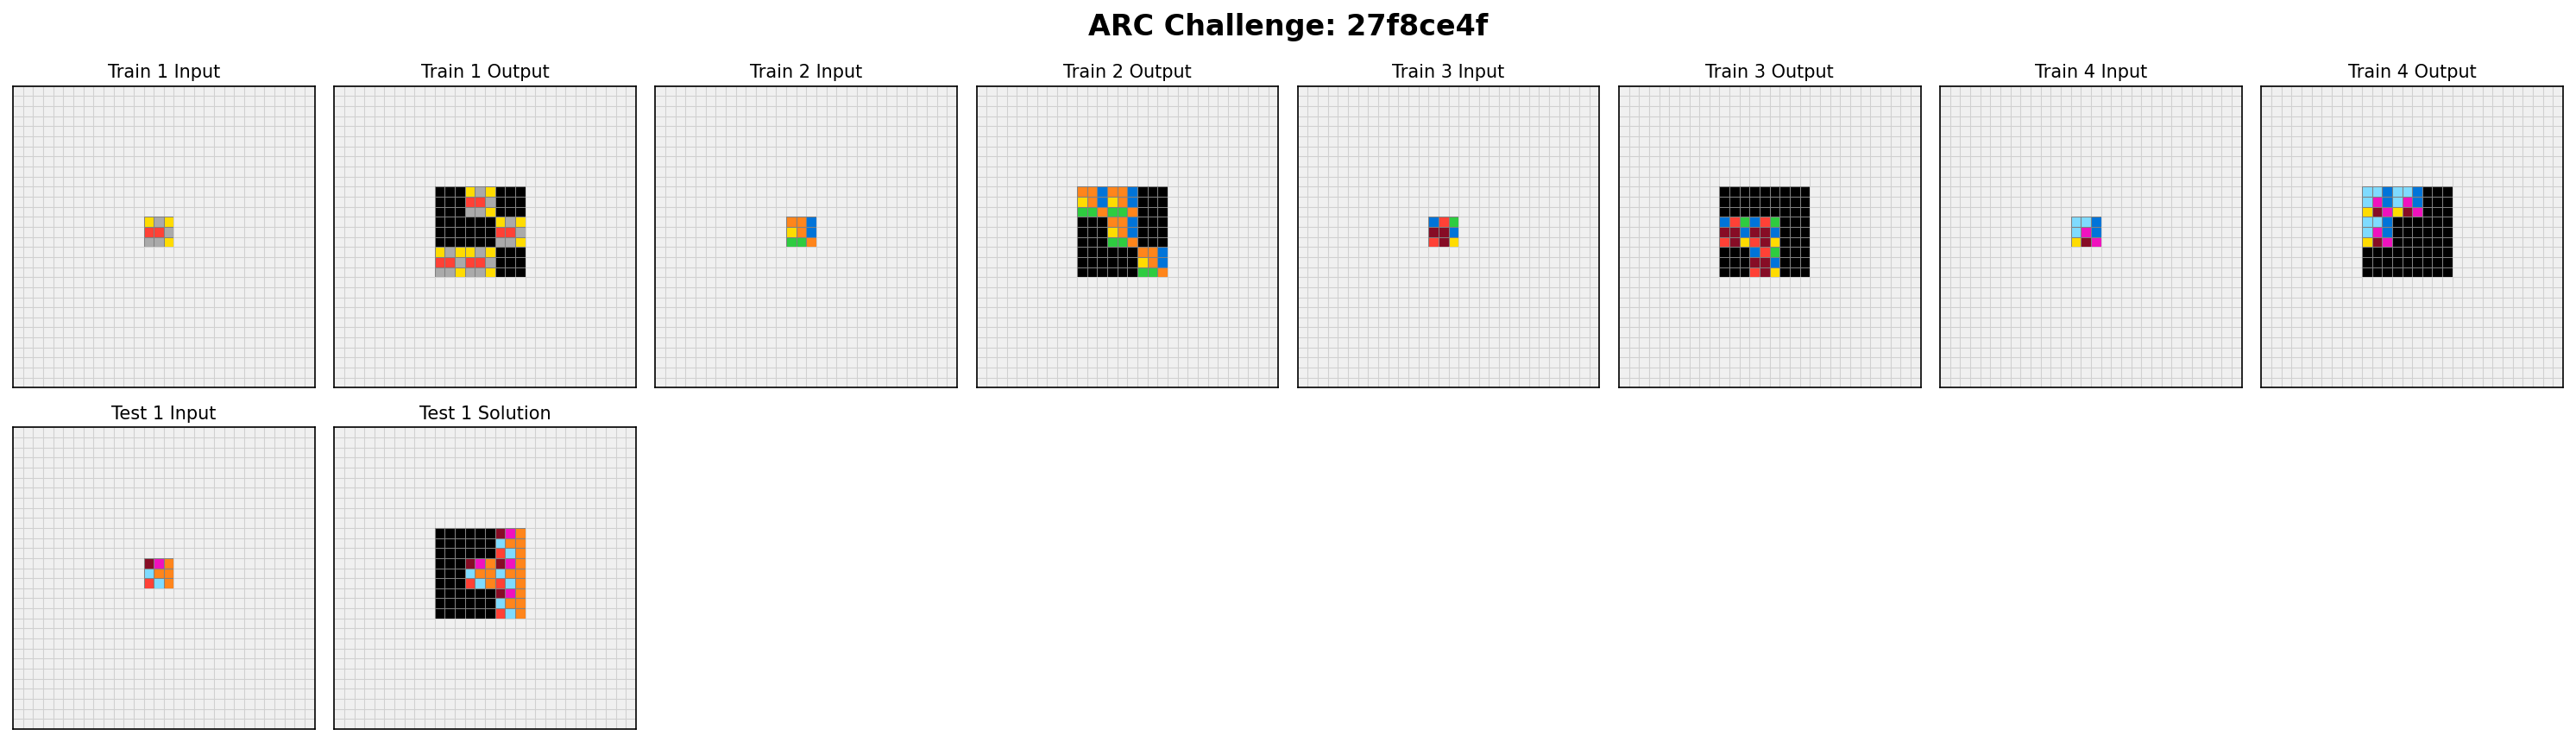 ARC Challenge: 27f8ce4f
Train 1 Input
Train 1 Output
Train 2 Input
Train 2 Output
Train 3 Input
Train 3 Output
Train 4 Input
Train 4 Output
Test 1 Input
Test 1 Solution